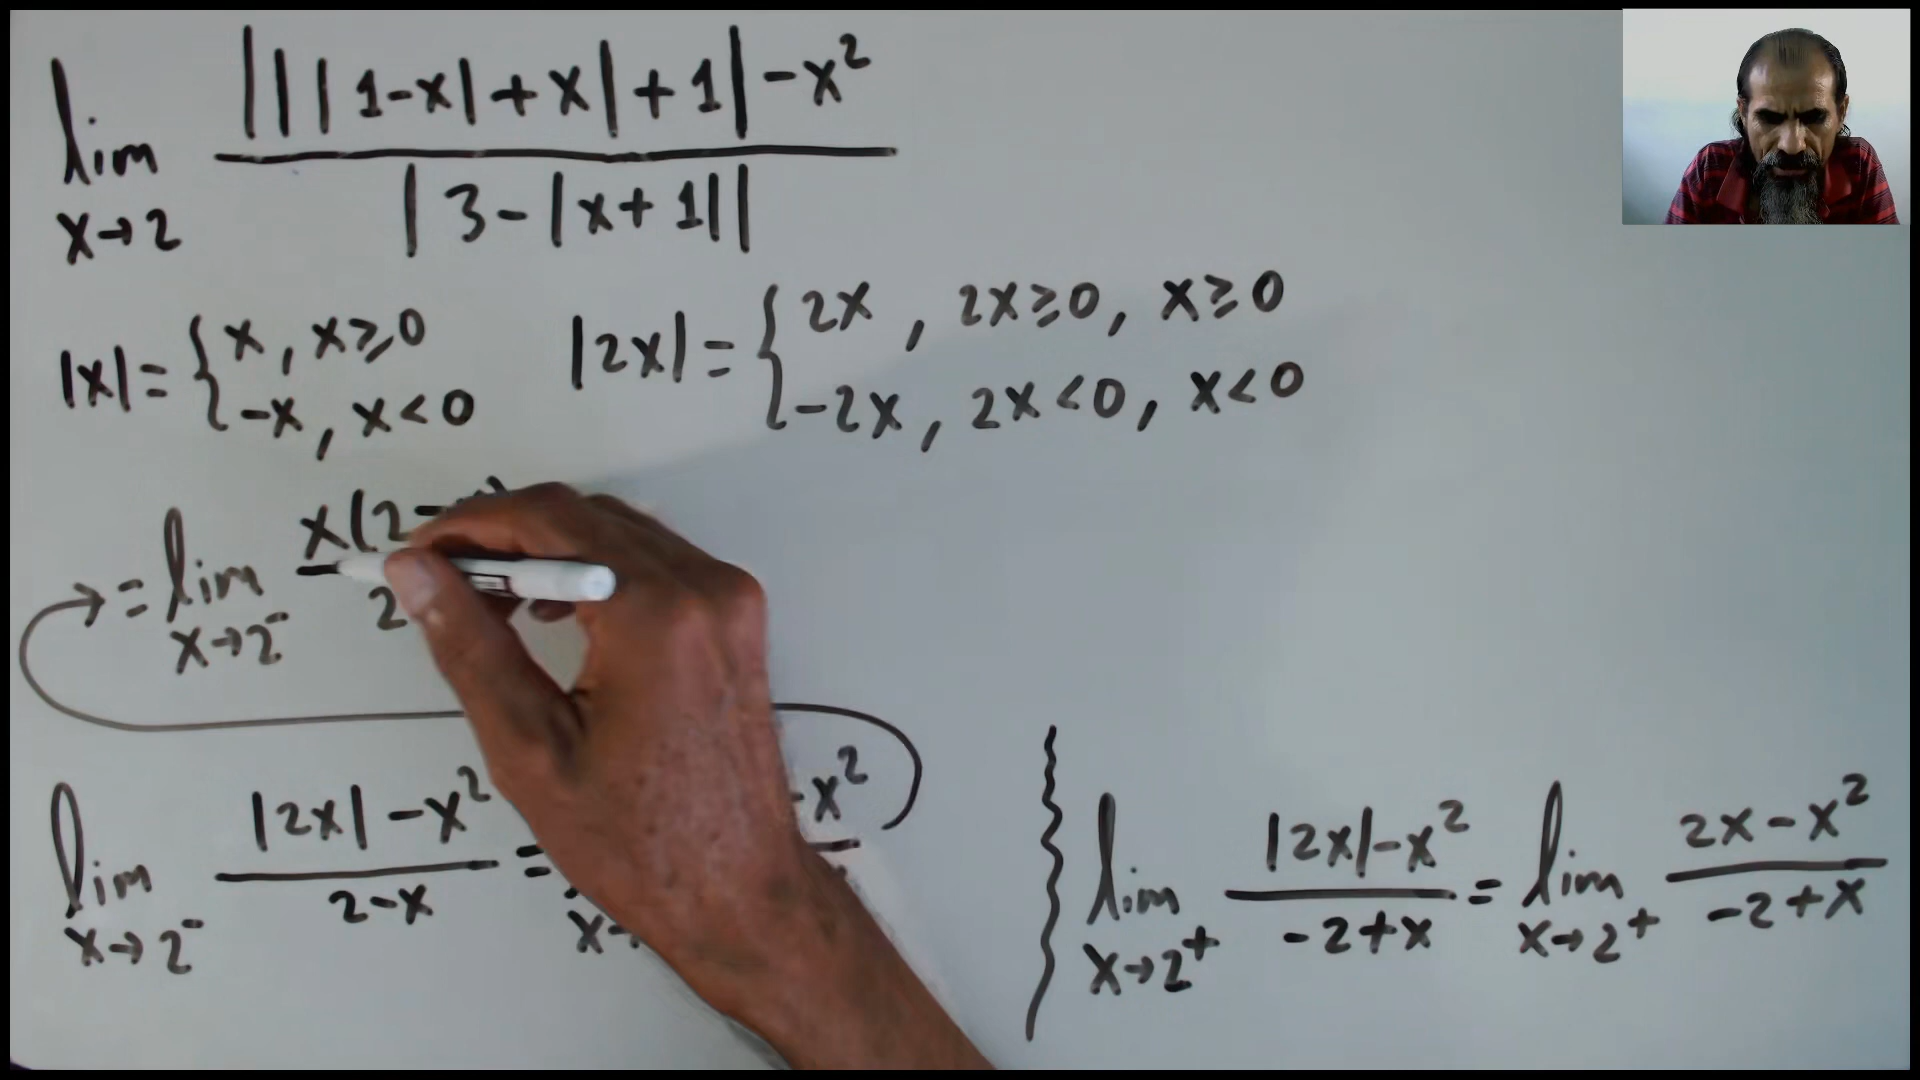 lim x→2 | | |1-x|+x|+1|-x² / |3-|x+1||
|x|= { x, x≥0
-x, x<0
|2x|= { 2x, 2x≥0, x≥0
-2x, 2x<0, x<0
→ = lim x→2⁻ x(2- / 2
lim x→2⁻ |2x|-x² / 2-x = x→ -x²
lim x→2⁺ |2x|-x² / -2+x = lim x→2⁺ 2x-x² / -2+x